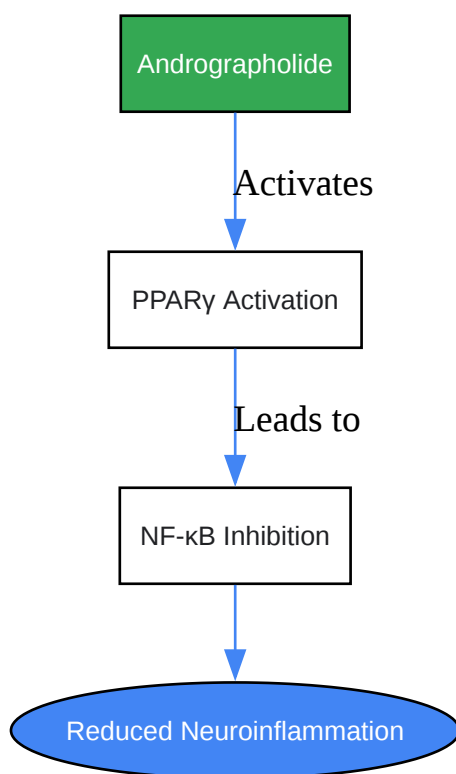 Andrographolide
Activates
PPARγ Activation
Leads to
NF-κB Inhibition
Reduced Neuroinflammation